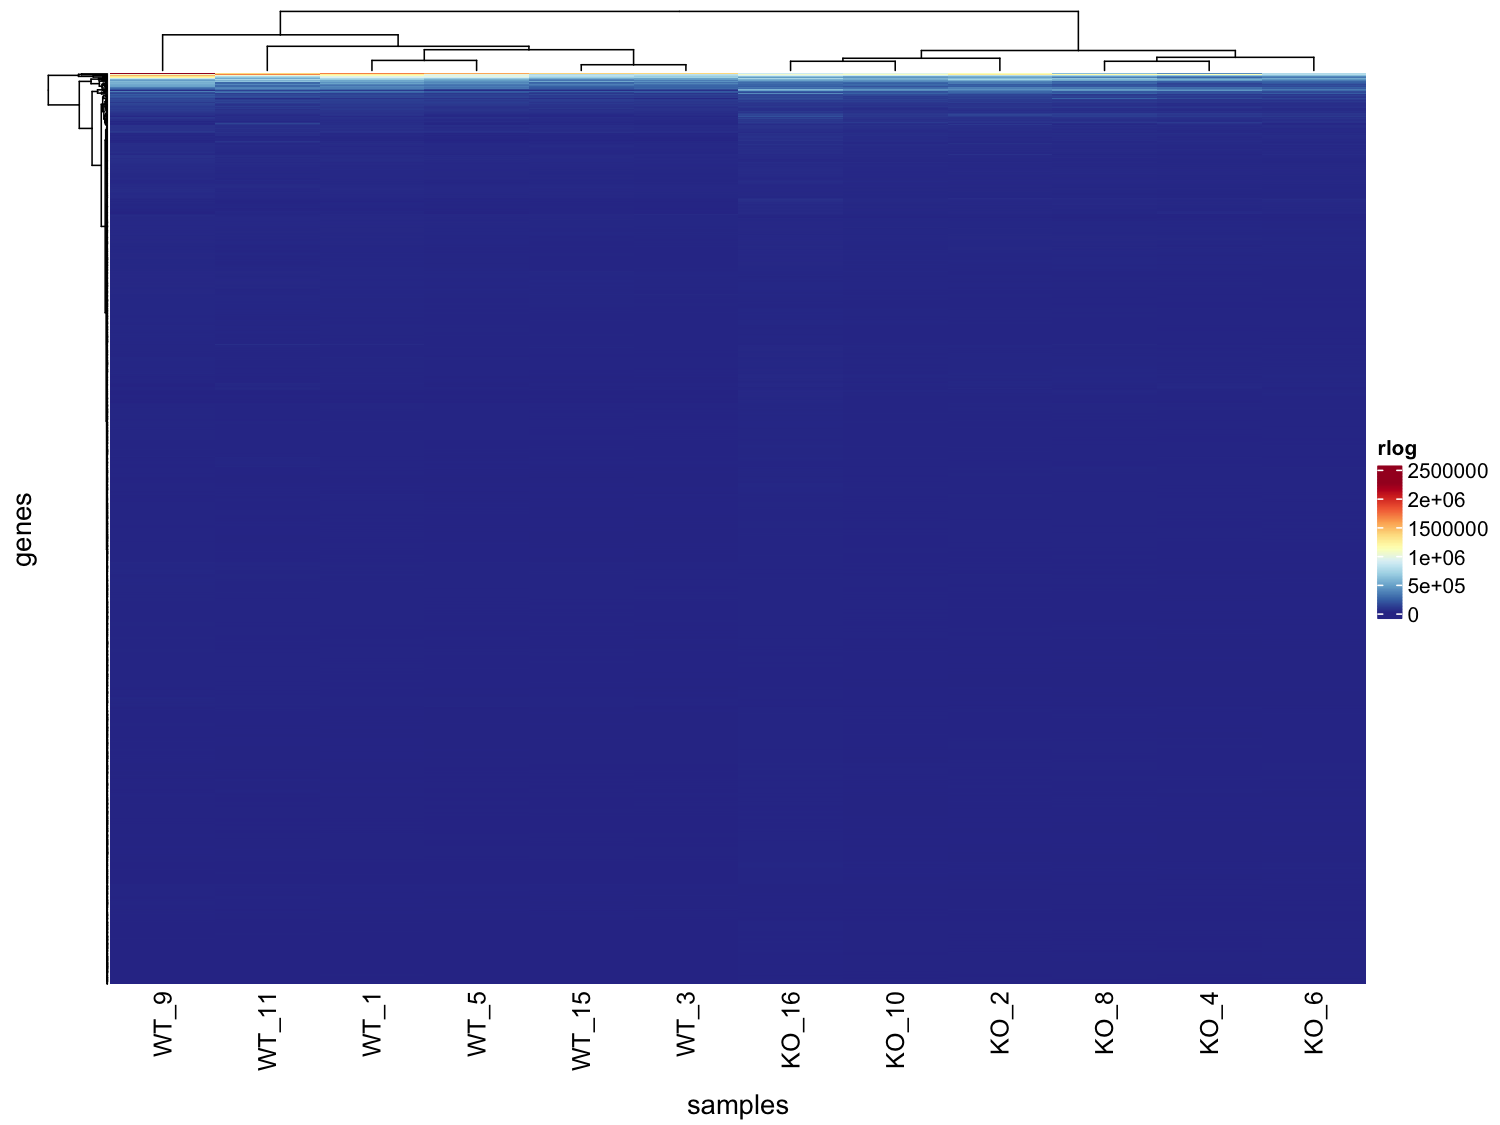 genes
rlog
2500000
2e+06
1500000
1e+06
5e+05
0
WT_9
WT_11
WT_1
WT_5
WT_15
WT_3
KO_16
KO_10
KO_2
KO_8
KO_4
KO_6
samples